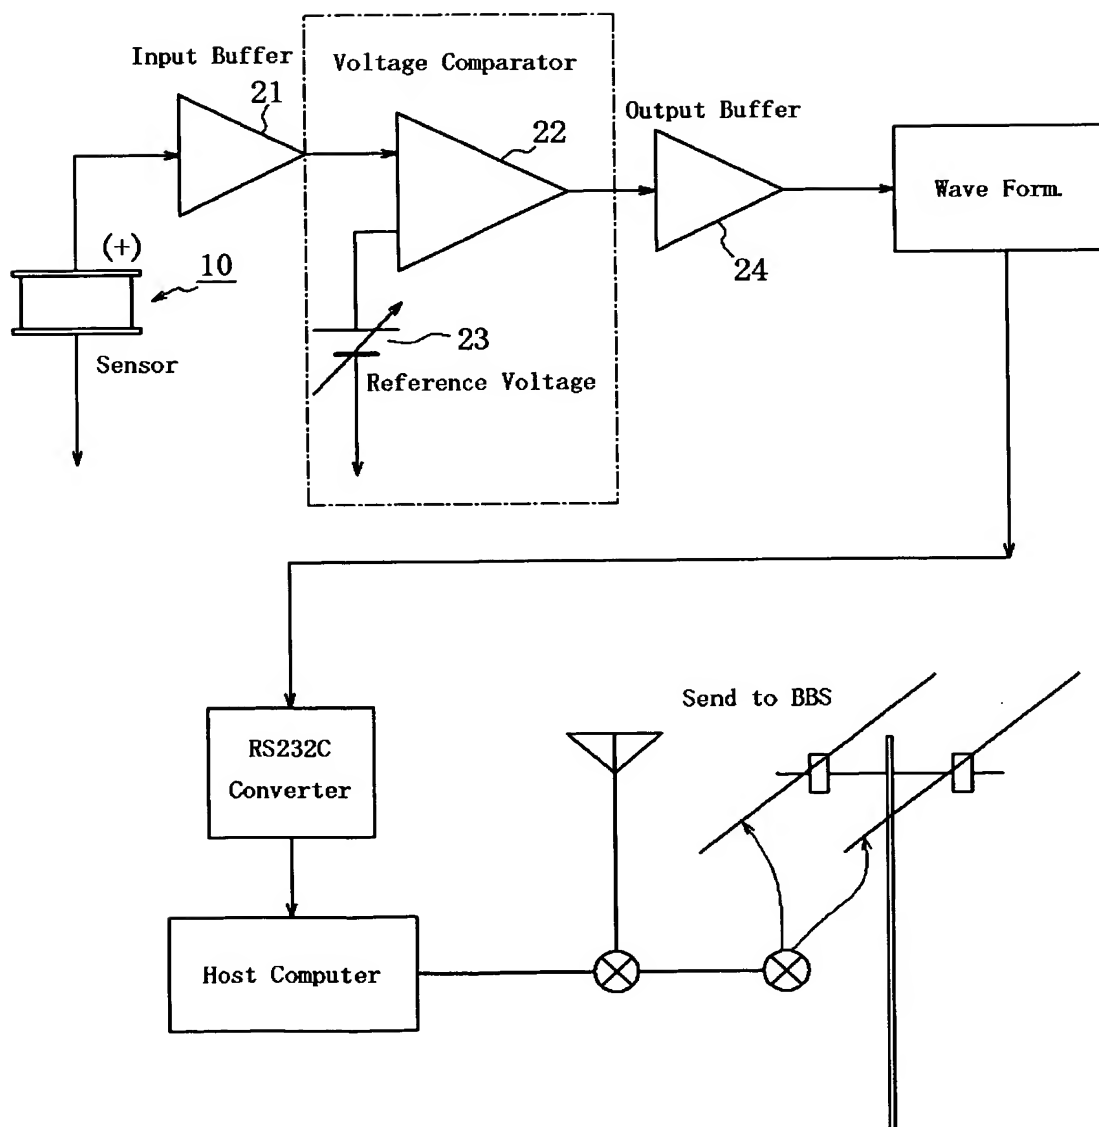 Input Buffer
Voltage Comparator
21
22
Output Buffer
Wave Form.
24
(+)
10
23
Sensor
Reference Voltage
Send to BBS
RS232C
Converter
Host Computer